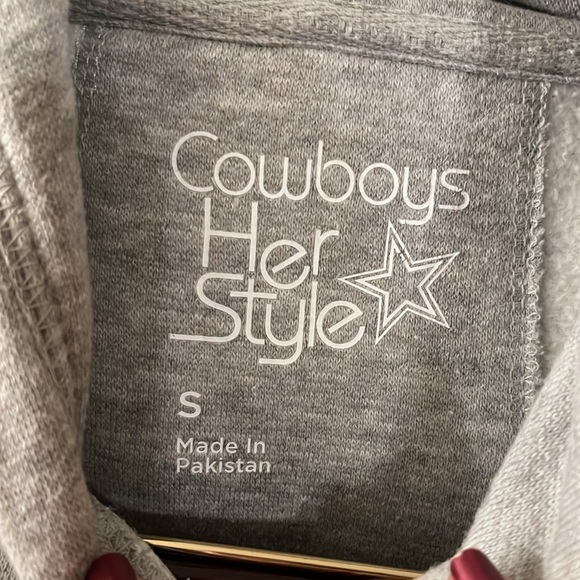 Cowboys
Her
Style
S
Made In
Pakistan